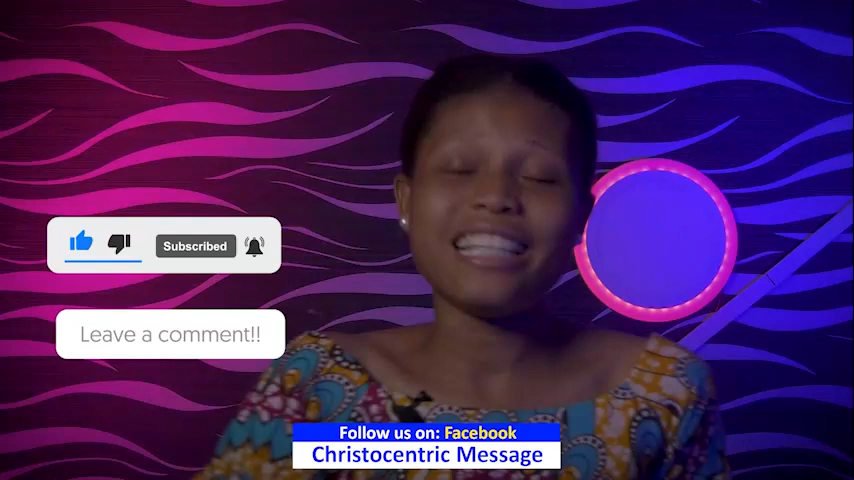 Subscribed
Leave a comment!!
Follow us on: Facebook
Christocentric Message